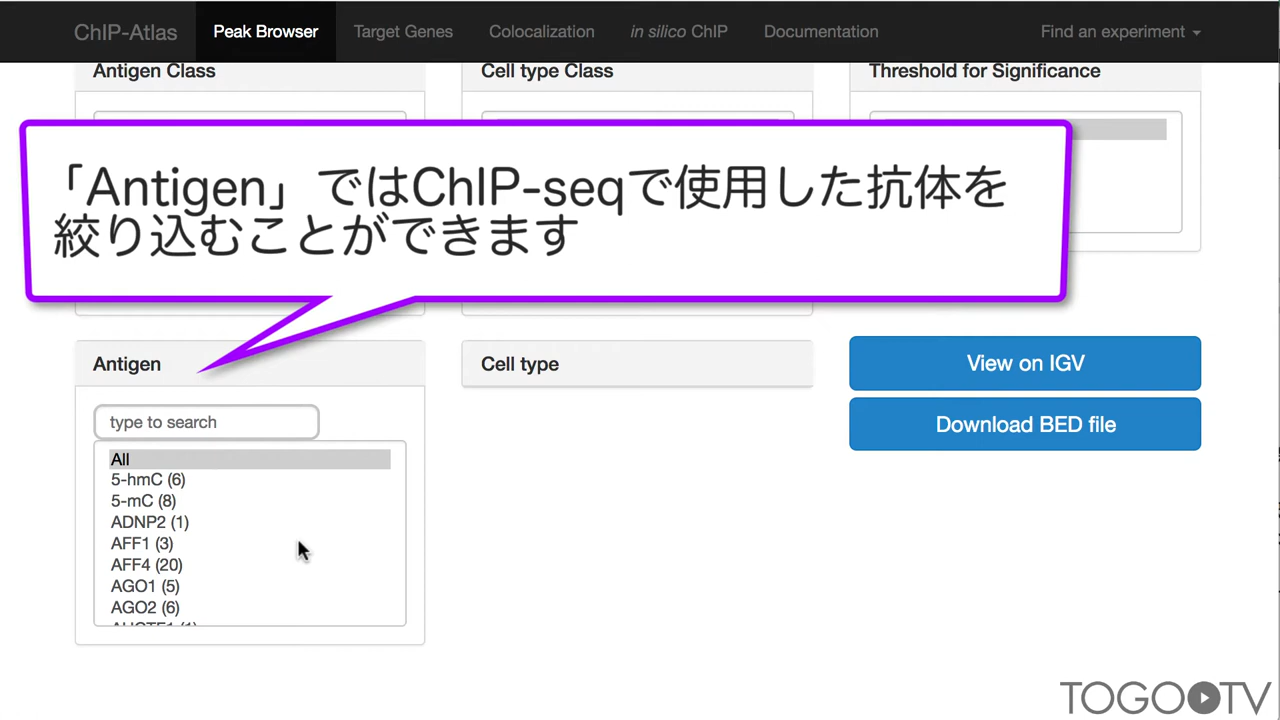 ChIP-Atlas
Peak Browser
Target Genes
Colocalization
in silico ChIP
Documentation
Find an experiment
Antigen Class
Cell type Class
Threshold for Significance
「Antigen」ではChIP-seqで使用した抗体を
絞り込むことができます
Antigen
Cell type
View on IGV
Download BED file
type to search
All
5-hmC (6)
5-mC (8)
ADNP2 (1)
AFF1 (3)
AFF4 (20)
AGO1 (5)
AGO2 (6)
TOGOTV